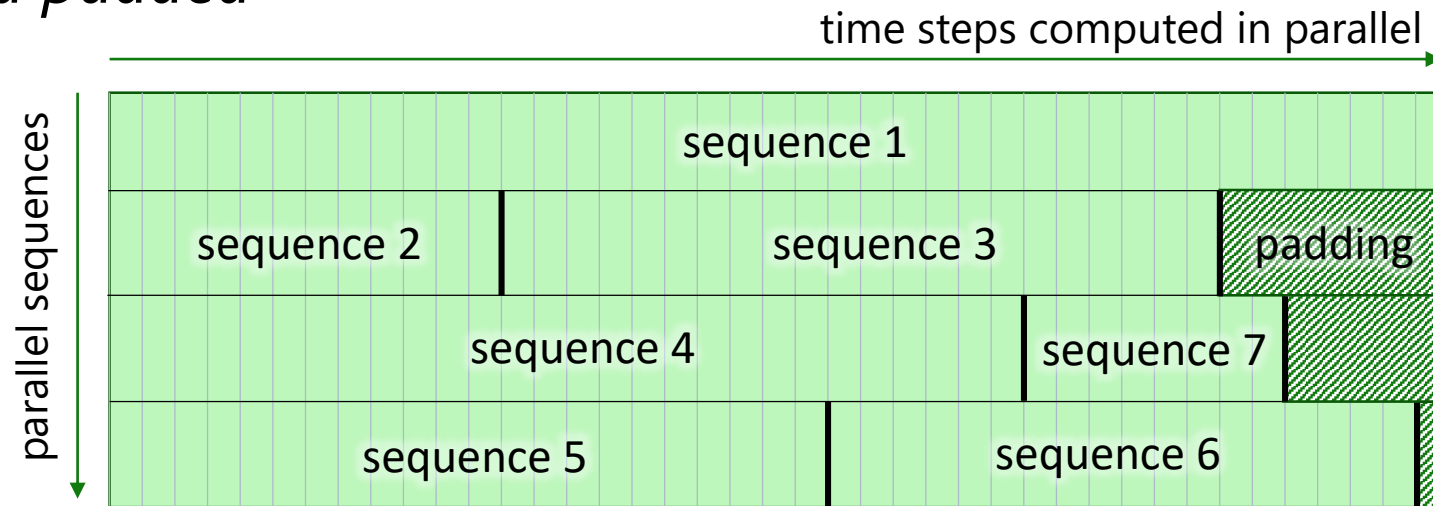 padded
time steps computed in parallel
parallel sequences
sequence 1
sequence 2
sequence 3
padding
sequence 4
sequence 7
sequence 5
sequence 6